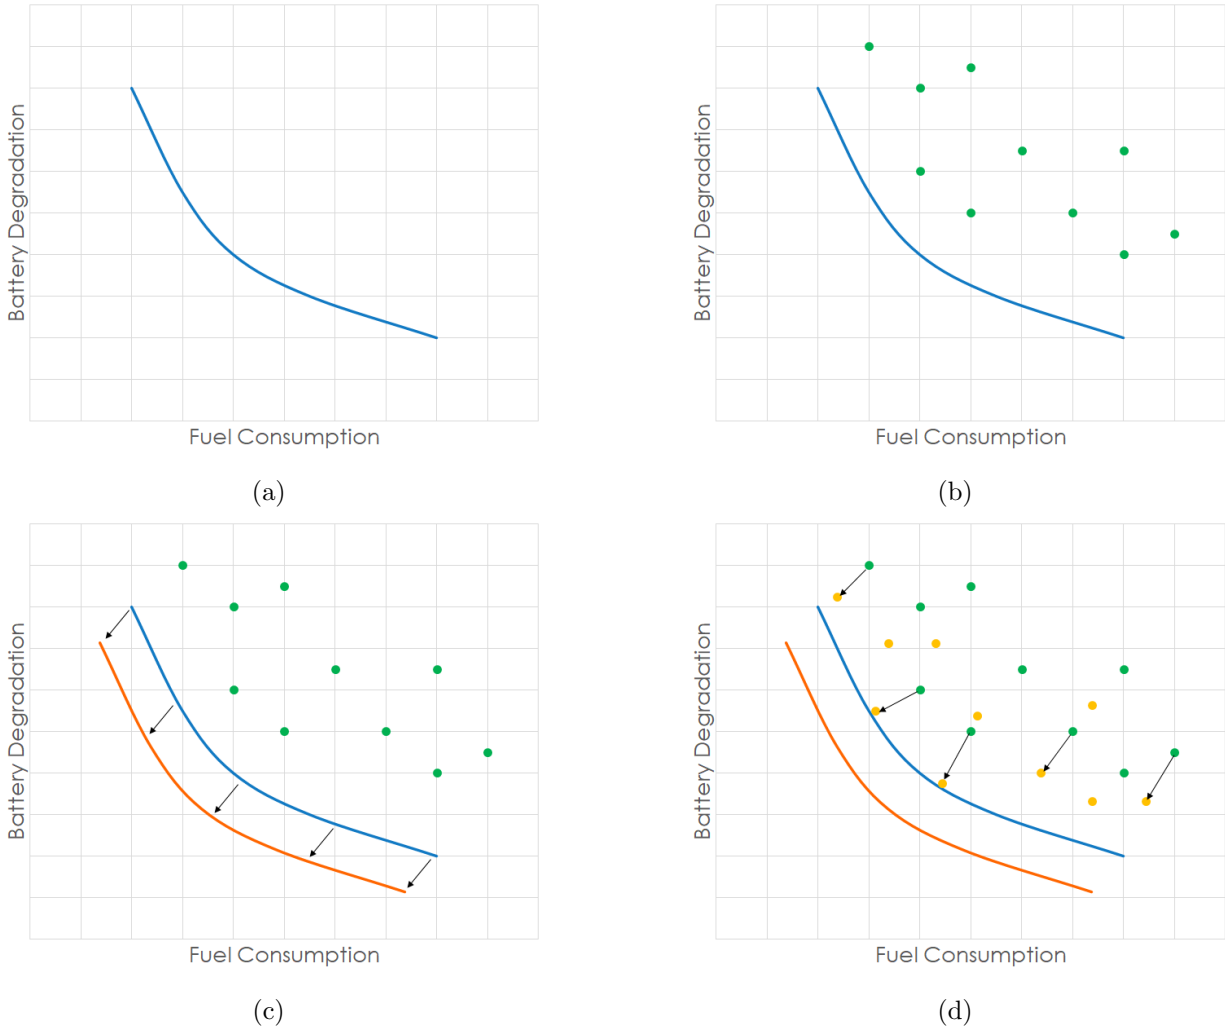 Battery Degradation
Fuel Consumption
(a)
Battery Degradation
Fuel Consumption
(b)
Battery Degradation
Fuel Consumption
(c)
Battery Degradation
Fuel Consumption
(d)